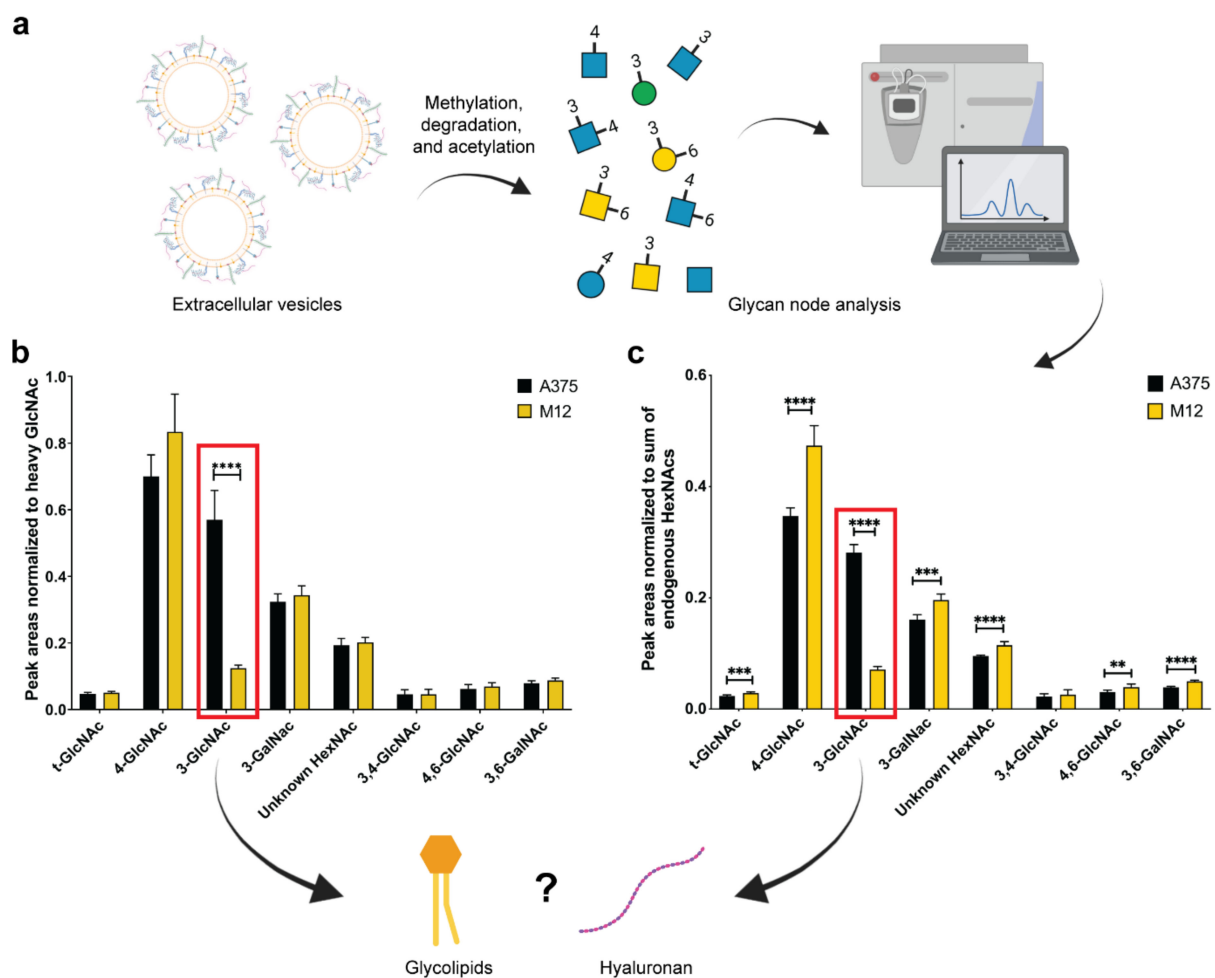 a
Methylation,
degradation,
and acetylation
Extracellular vesicles
4
3
3
3
4
3
6
3
6
4
6
4
3
Glycan node analysis
b
Peak areas normalized to heavy GlcNAc
1.0
0.8
0.6
0.4
0.2
0.0
A375
M12
****
t-GlcNAc
4-GlcNAc
3-GlcNAc
3-GalNac
Unknown HexNAc
3,4-GlcNAc
4,6-GlcNAc
3,6-GalNAc
c
Peak areas normalized to sum of
endogenous HexNAcs
0.6
0.4
0.2
0.0
A375
M12
***
****
****
***
****
**
****
t-GlcNAc
4-GlcNAc
3-GlcNAc
3-GalNAc
Unknown HexNAc
3,4-GlcNAc
4,6-GlcNAc
3,6-GalNAc
?
Glycolipids
Hyaluronan